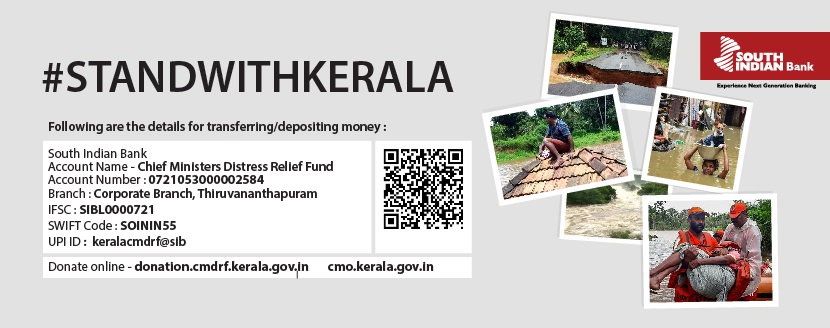 #STANDWITHKERALA
Following are the details for transferring/depositing money :
South Indian Bank
Account Name - Chief Ministers Distress Relief Fund
Account Number : 0721053000002584
Branch : Corporate Branch, Thiruvananthapuram
IFSC : SIBL0000721
SWIFT Code : SOININ55
UPI ID : keralacmdrf@sib
Donate online - donation.cmdrf.kerala.gov.in cmo.kerala.gov.in
SOUTH
INDIAN Bank
Experience Next Generation Banking